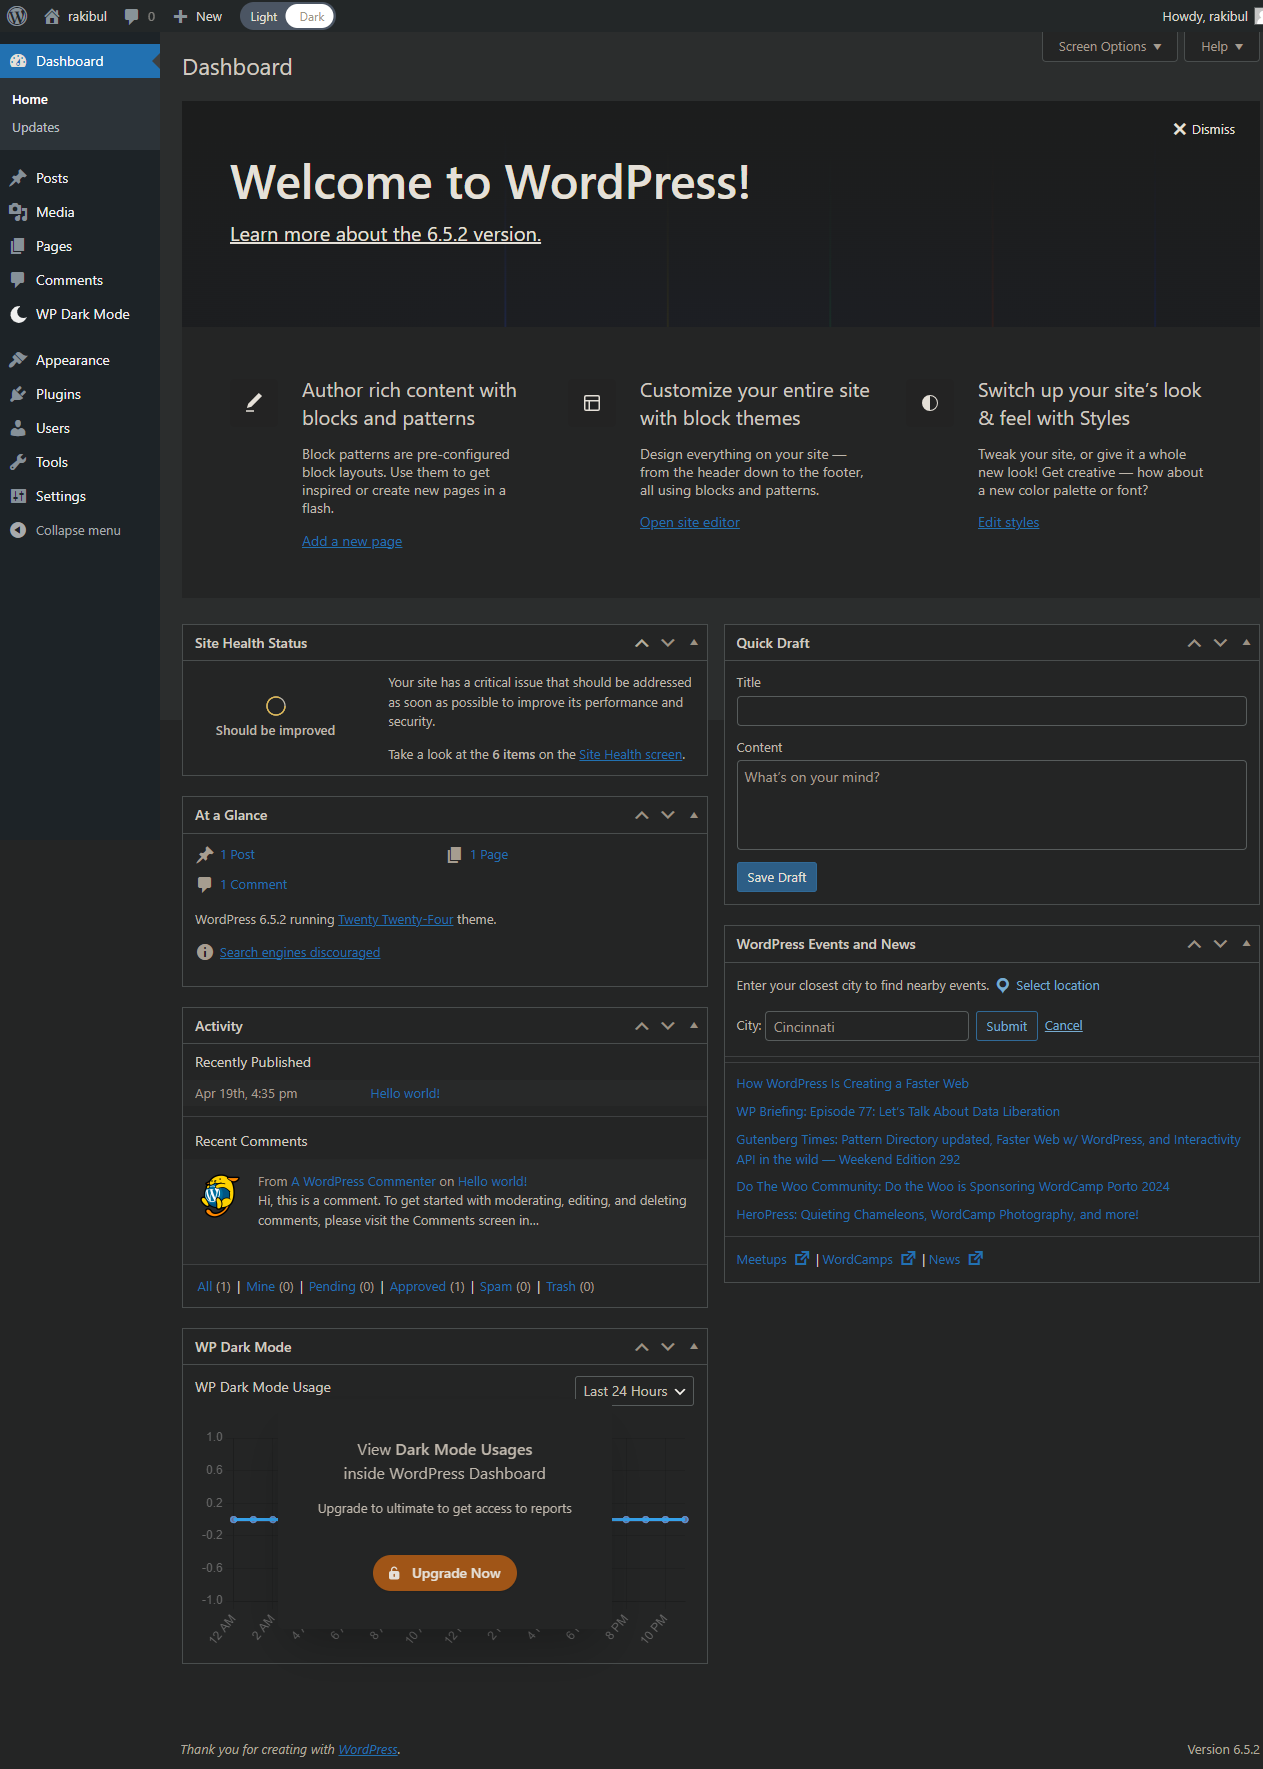 rakibul 0 New Light Dark Howdy, rakibul
Dashboard
Home
Updates
Posts
Media
Pages
Comments
WP Dark Mode
Appearance
Plugins
Users
Tools
Settings
Collapse menu
Screen Options Help
Dashboard
Dismiss
Welcome to WordPress!
Learn more about the 6.5.2 version.
Author rich content with
blocks and patterns
Block patterns are pre-configured
block layouts. Use them to get
inspired or create new pages in a
flash.
Add a new page
Customize your entire site
with block themes
Design everything on your site —
from the header down to the footer,
all using blocks and patterns.
Open site editor
Switch up your site’s look
& feel with Styles
Tweak your site, or give it a whole
new look! Get creative — how about
a new color palette or font?
Edit styles
Site Health Status
Should be improved
Your site has a critical issue that should be addressed
as soon as possible to improve its performance and
security.
Take a look at the 6 items on the Site Health screen.
At a Glance
1 Post 1 Page
1 Comment
WordPress 6.5.2 running Twenty Twenty-Four theme.
Search engines discouraged
Activity
Recently Published
Apr 19th, 4:35 pm Hello world!
Recent Comments
From A WordPress Commenter on Hello world!
Hi, this is a comment. To get started with moderating, editing, and deleting
comments, please visit the Comments screen in…
All (1) | Mine (0) | Pending (0) | Approved (1) | Spam (0) | Trash (0)
WP Dark Mode
WP Dark Mode Usage Last 24 Hours
1.0
0.6
0.2
-0.2
-0.6
-1.0
View Dark Mode Usages
inside WordPress Dashboard
Upgrade to ultimate to get access to reports
Upgrade Now
12 AM 2 AM 4 6 8 10 12 2 4 6 8 PM 10 PM
Quick Draft
Title
Content
What’s on your mind?
Save Draft
WordPress Events and News
Enter your closest city to find nearby events. Select location
City: Cincinnati Submit Cancel
How WordPress Is Creating a Faster Web
WP Briefing: Episode 77: Let's Talk About Data Liberation
Gutenberg Times: Pattern Directory updated, Faster Web w/ WordPress, and Interactivity
API in the wild — Weekend Edition 292
Do The Woo Community: Do the Woo is Sponsoring WordCamp Porto 2024
HeroPress: Quieting Chameleons, WordCamp Photography, and more!
Meetups | WordCamps | News
Thank you for creating with WordPress. Version 6.5.2